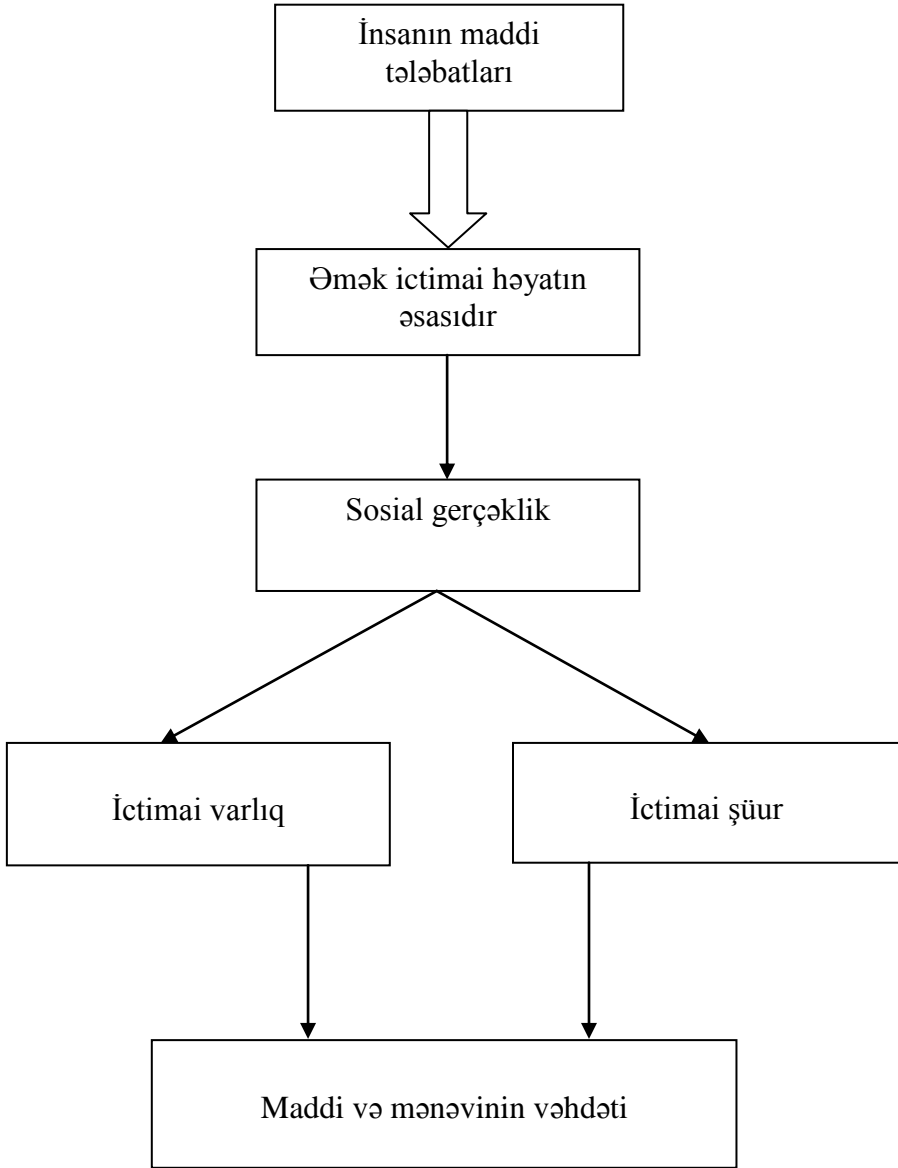 İnsanın maddi
tələbatları
Əmək ictimai həyatın
əsasıdır
Sosial gerçəklik
İctimai varlıq
İctimai şüur
Maddi və mənəvinin vəhdəti